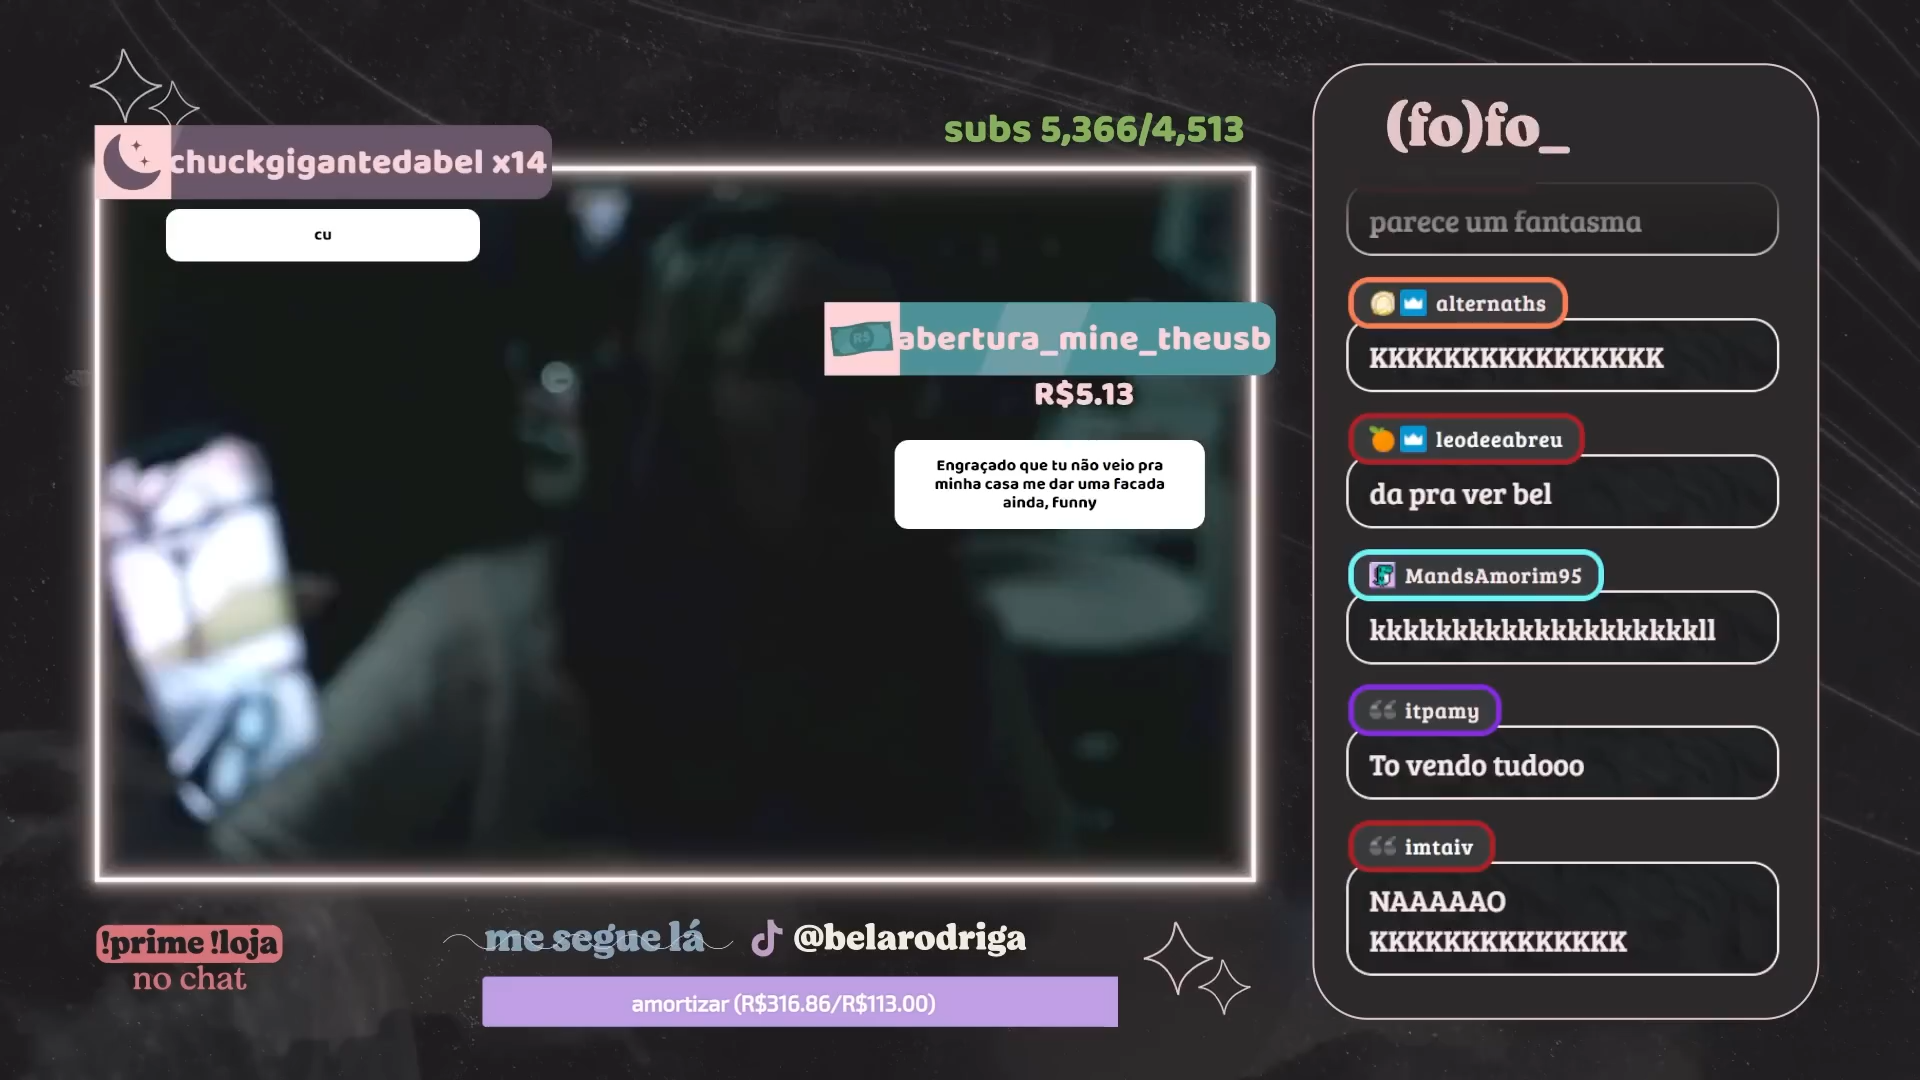 chuckgigantedabel x14
cu
subs 5,366/4,513
R$
abertura_mine_theusb
R$5.13
Engraçado que tu não veio pra
minha casa me dar uma facada
ainda, funny
!prime !loja
no chat
me segue lá
@belarodriga
amortizar (R$316.86/R$113.00)
(fo)fo_
parece um fantasma
alternaths
KKKKKKKKKKKKKKKK
leodeeabreu
da pra ver bel
MandsAmorim95
kkkkkkkkkkkkkkkkkkkkll
itpamy
To vendo tudooo
imtaiv
NAAAAAO
KKKKKKKKKKKKKK